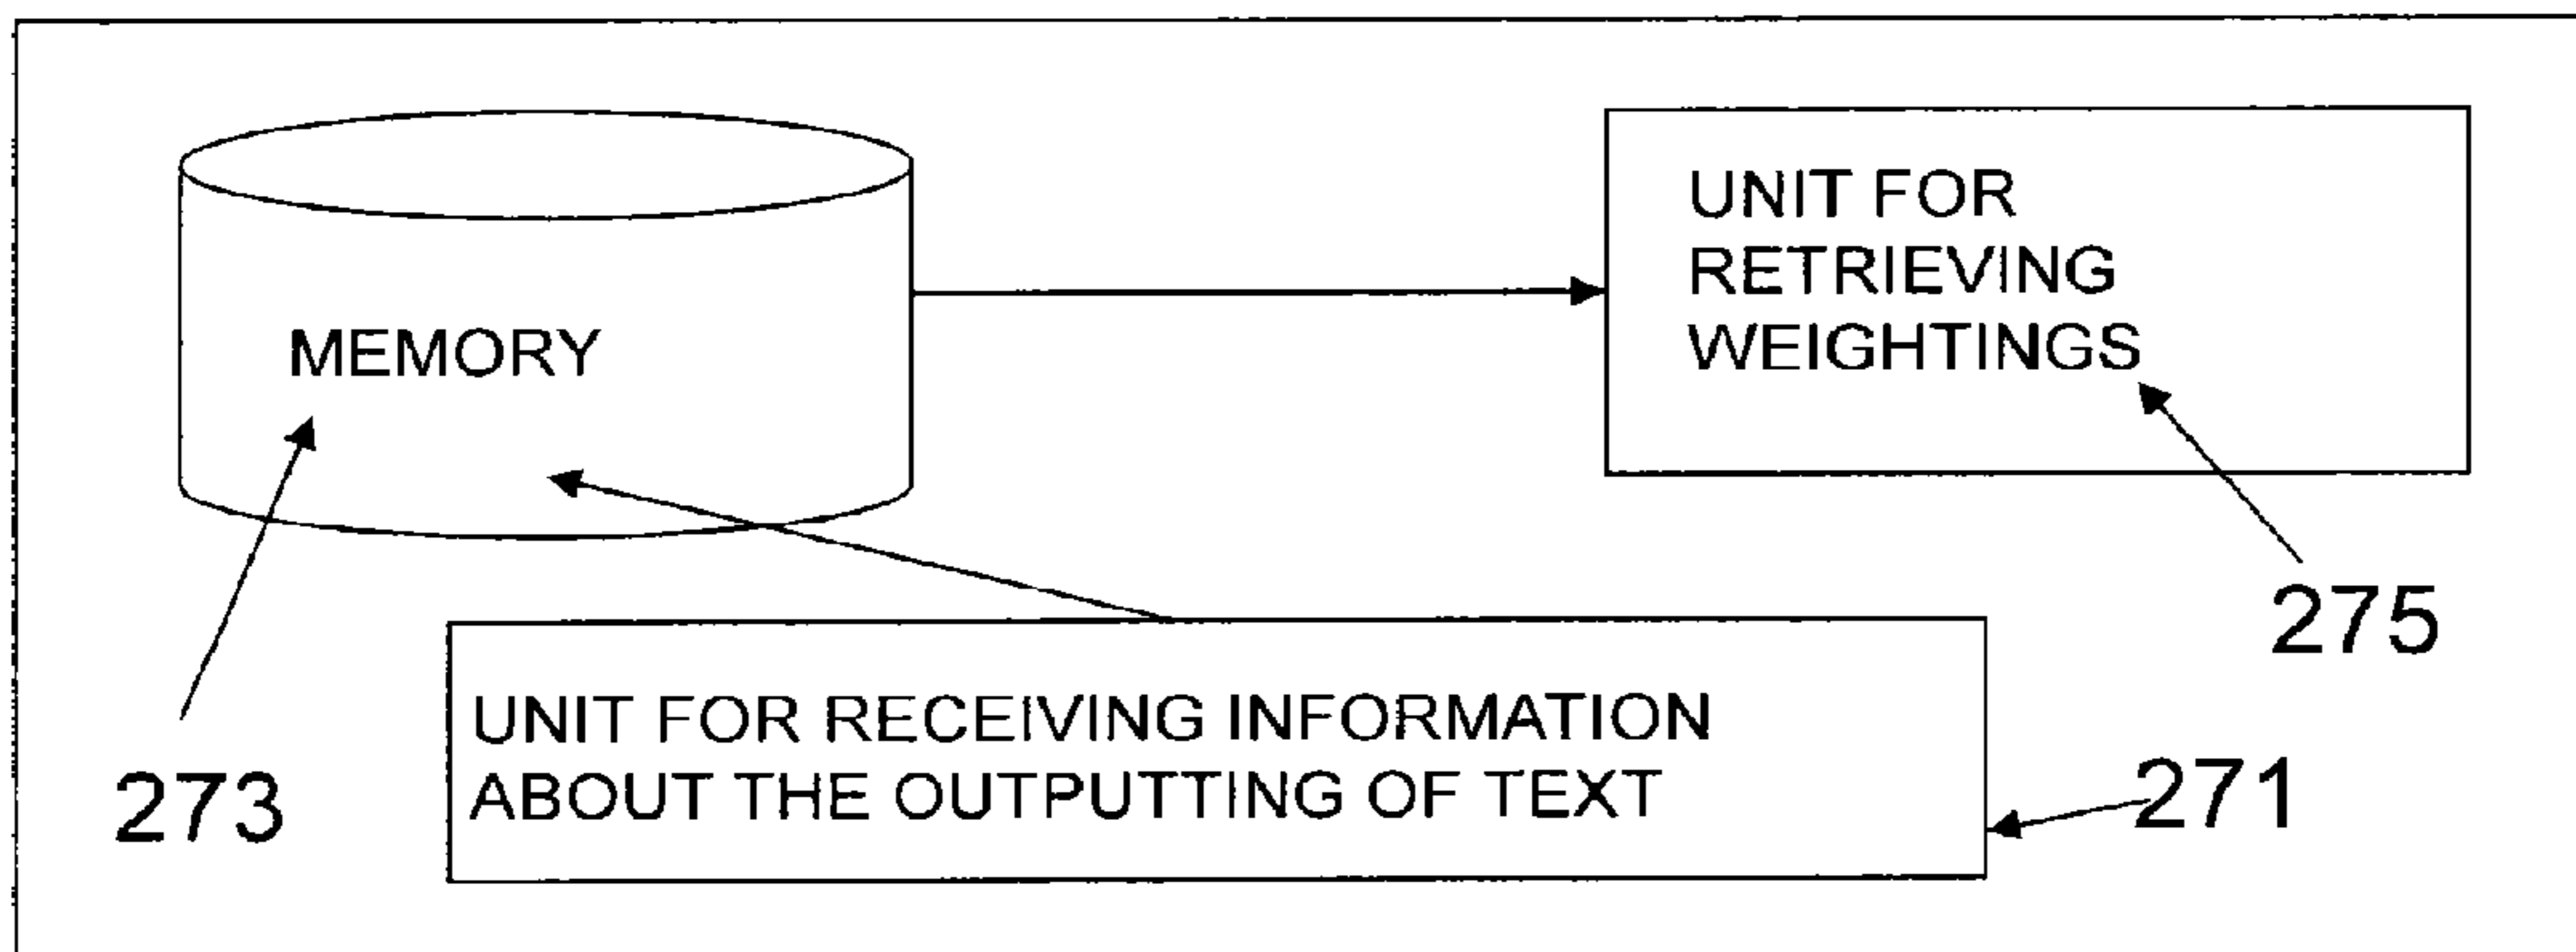 MEMORY
UNIT FOR
RETRIEVING
WEIGHTINGS
275
UNIT FOR RECEIVING INFORMATION
ABOUT THE OUTPUTTING OF TEXT
273
271